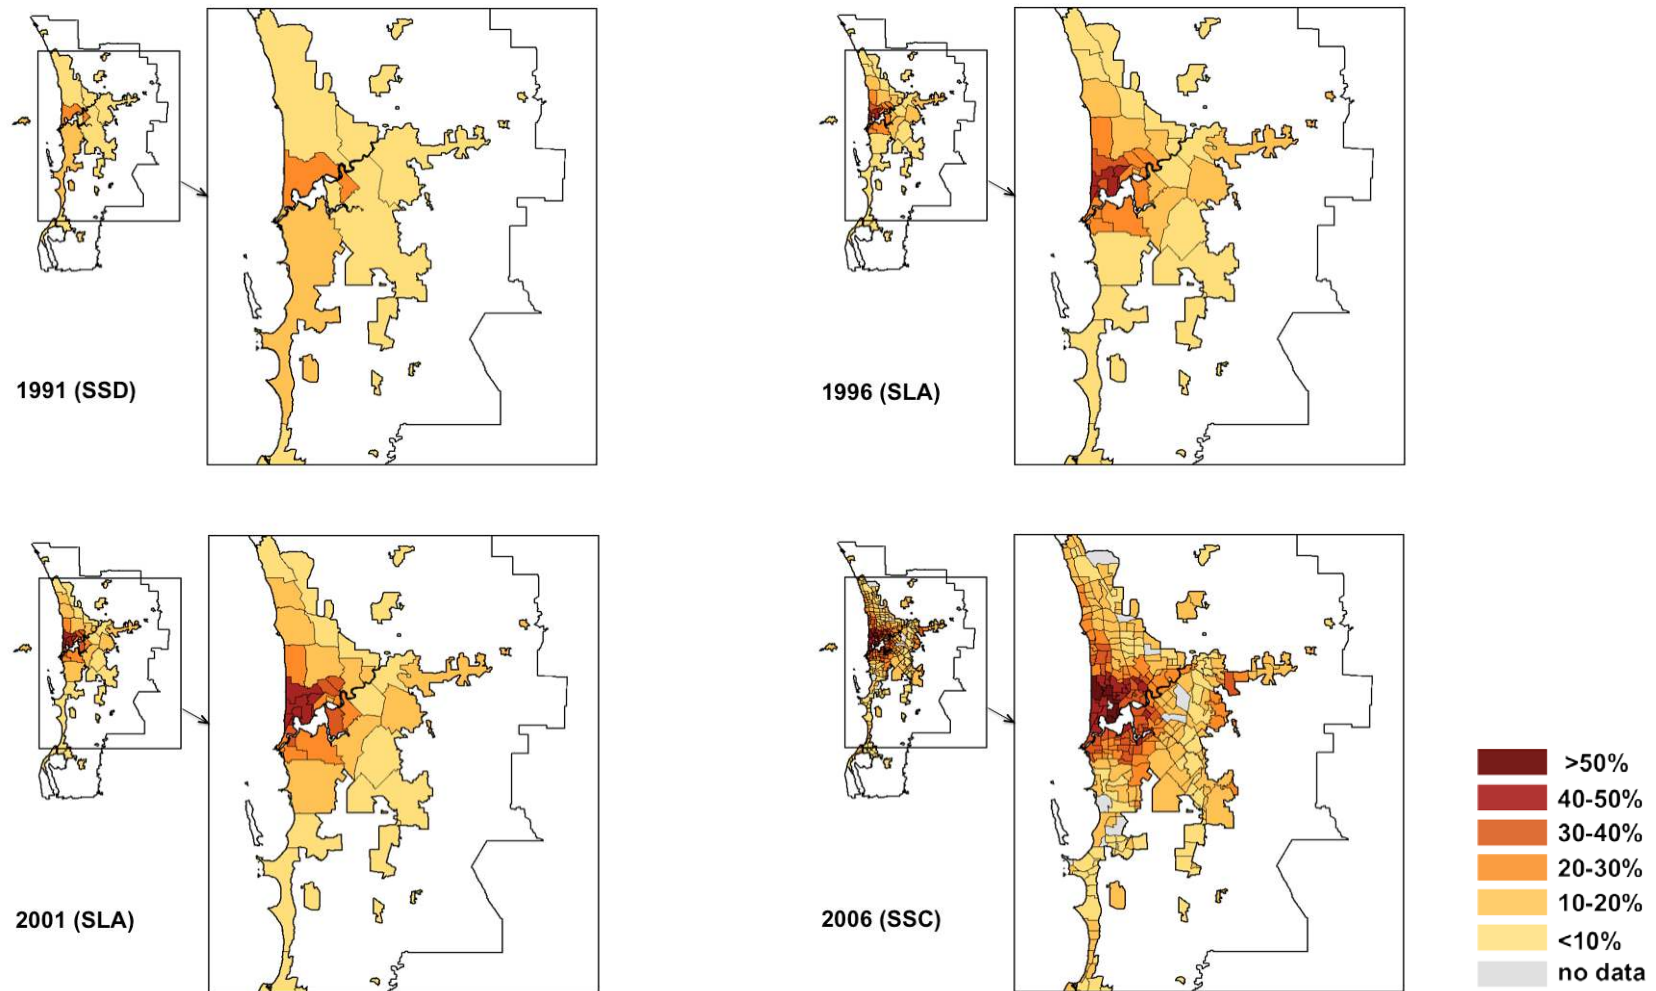 1991 (SSD)
1996 (SLA)
2001 (SLA)
2006 (SSC)
>50%
40-50%
30-40%
20-30%
10-20%
<10%
no data